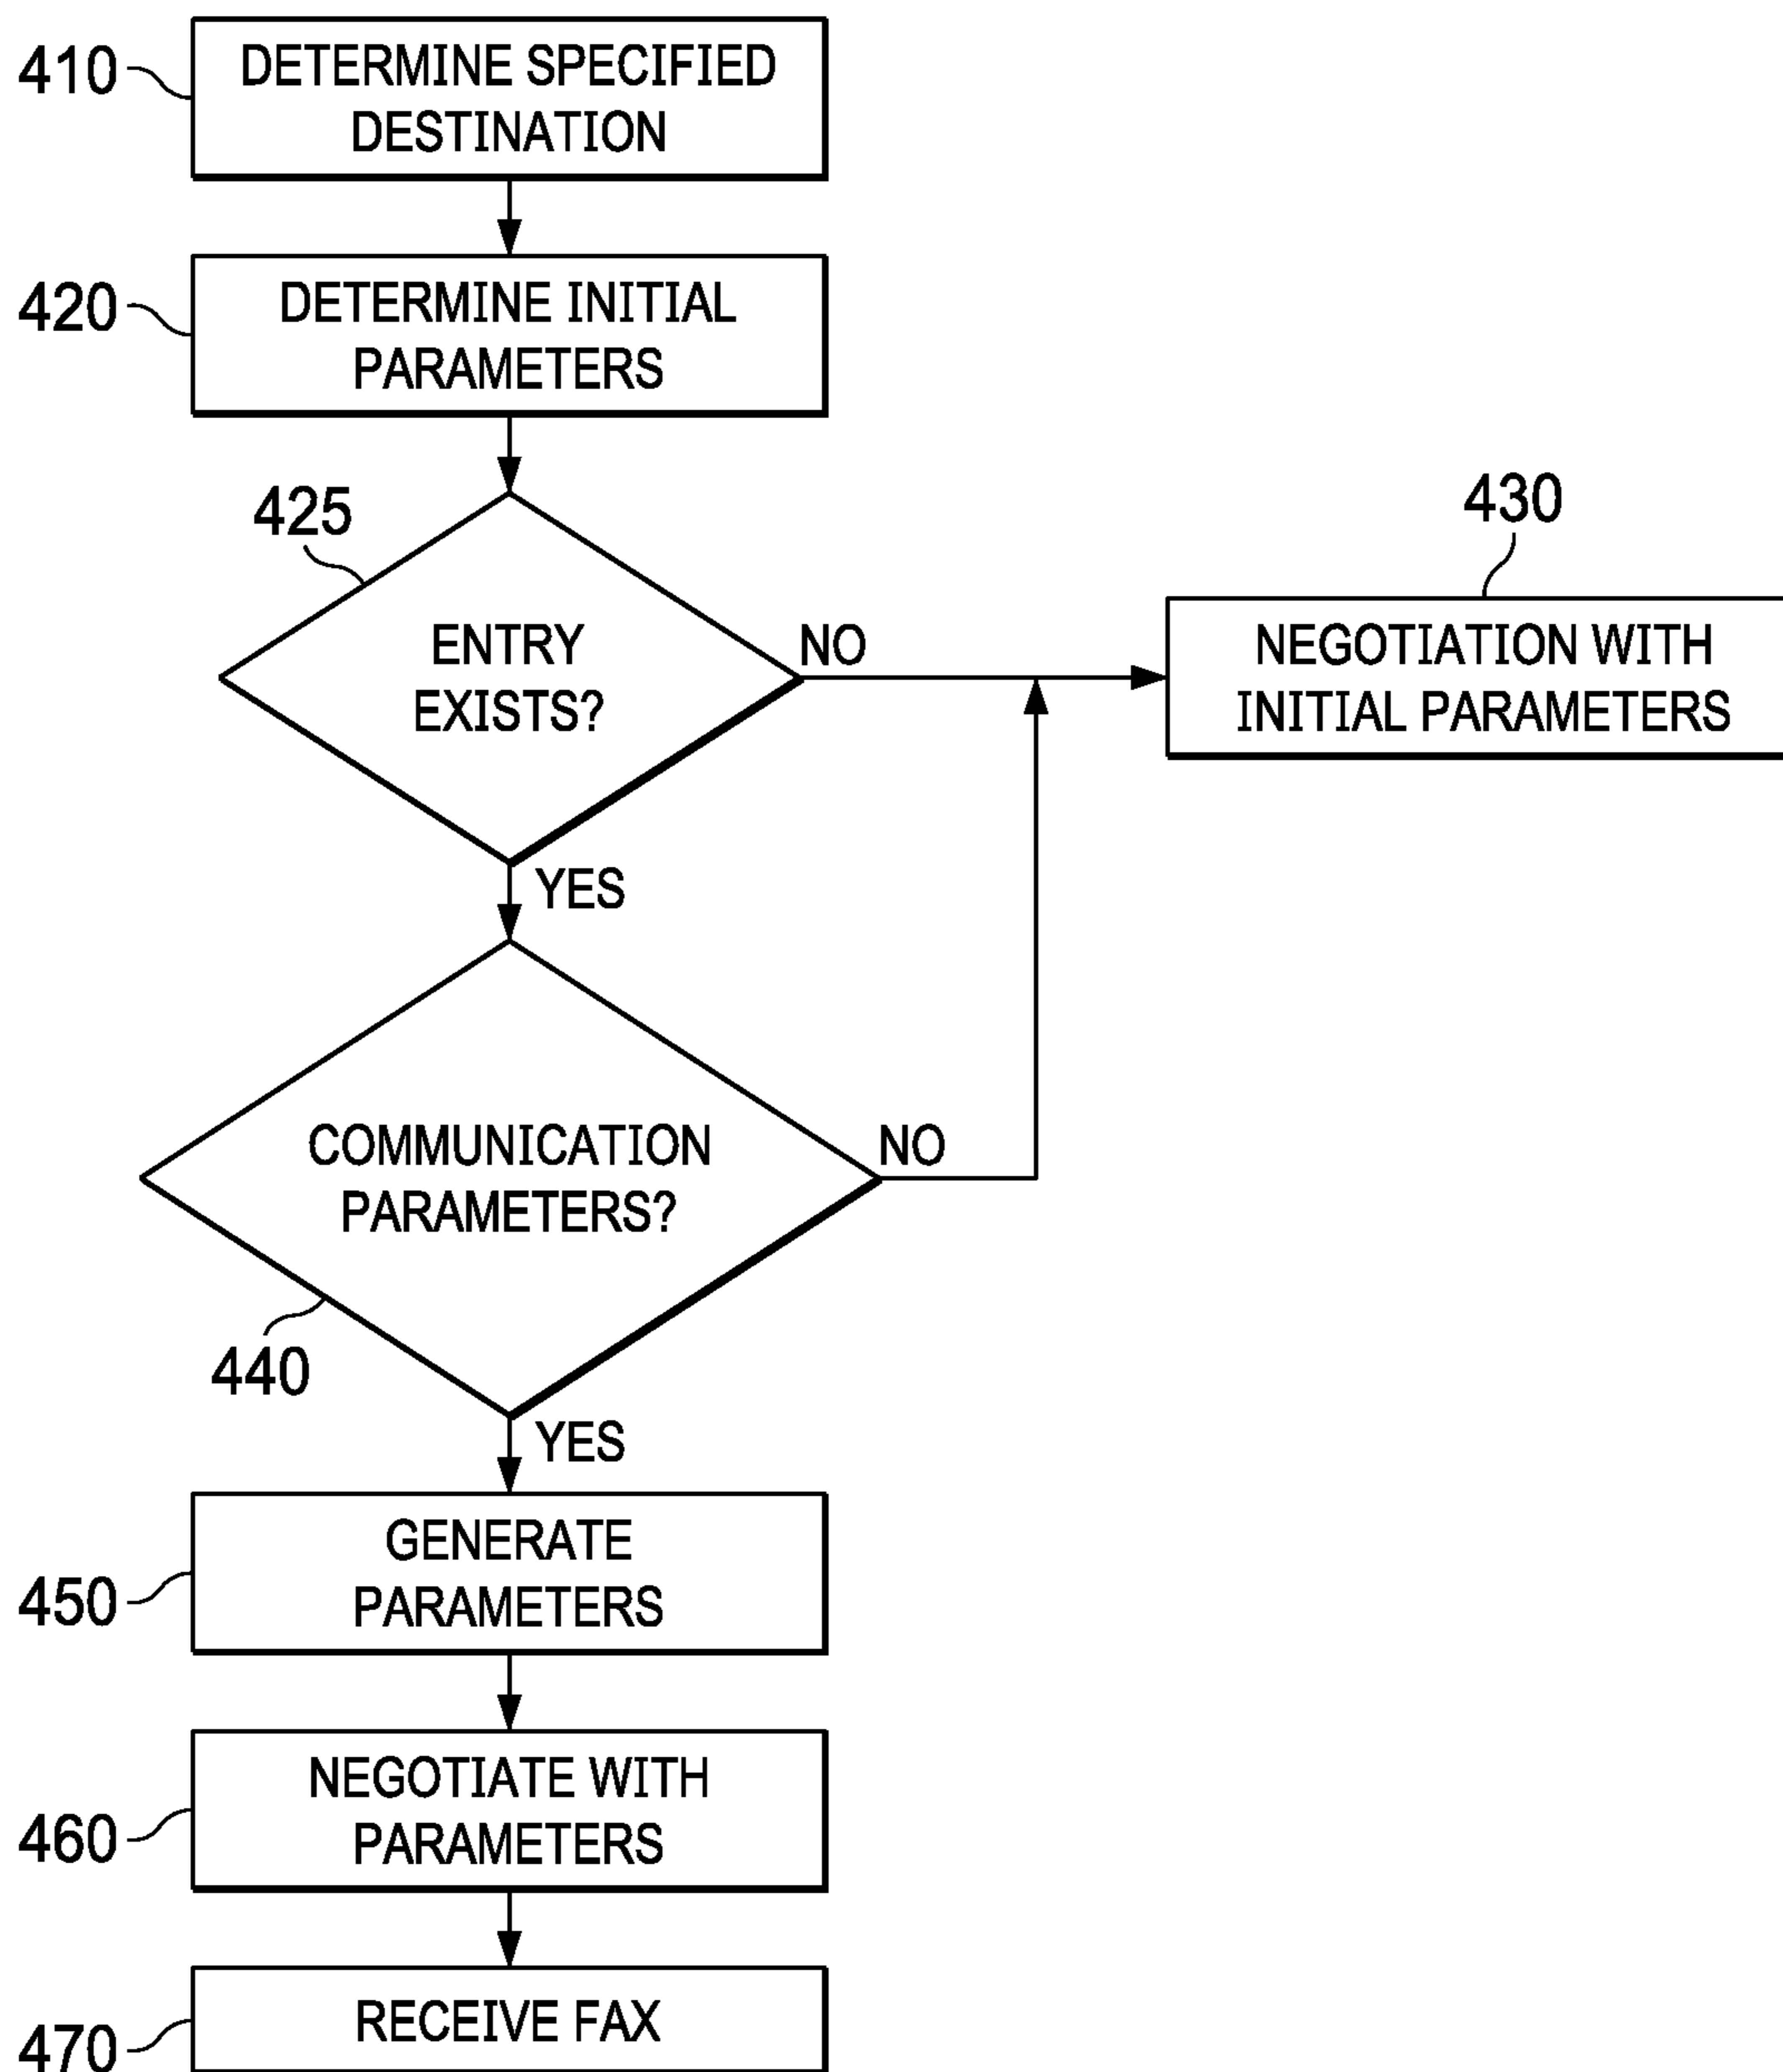 410
DETERMINE SPECIFIED
DESTINATION
420
DETERMINE INITIAL
PARAMETERS
425
ENTRY
EXISTS?
NO
430
NEGOTIATION WITH
INITIAL PARAMETERS
YES
COMMUNICATION
PARAMETERS?
NO
440
YES
450
GENERATE
PARAMETERS
460
NEGOTIATE WITH
PARAMETERS
470
RECEIVE FAX